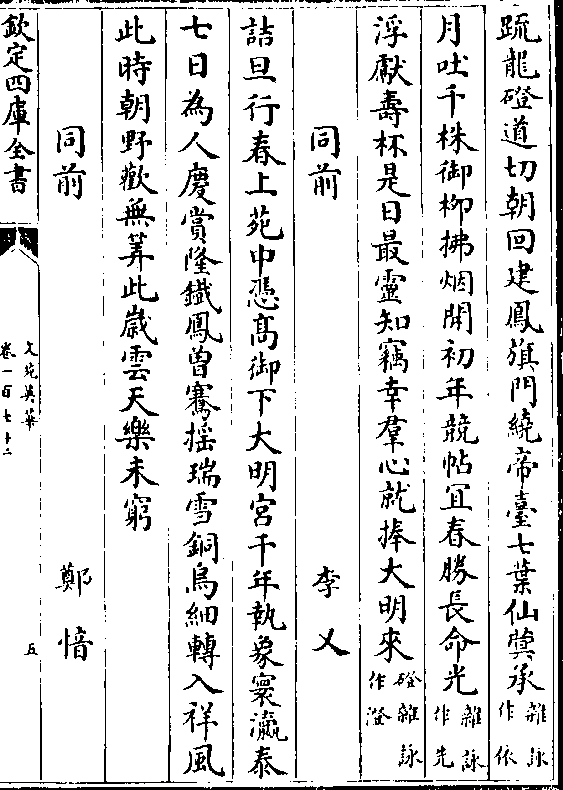 疏龍磴道切朝回建鳳旗門繞帝臺七葉仙蓂承雜詠作依
月吐千株御柳拂烟開初年競帖宜春勝長命光雜詠作先
浮獻壽杯是日最靈知竊幸羣心就捧大明來磴雜詠作澄
同前 李乂
詰旦行春上苑中憑髙御下大明宫千年執象寰瀛泰
七日為人慶賞隆鐵鳳曾騫揺瑞雪銅烏細轉入祥風
此時朝野歡無筭此嵗雲天樂未窮
同前 鄭愔
欽定四庫全書
文苑英華
卷一百七十二
五